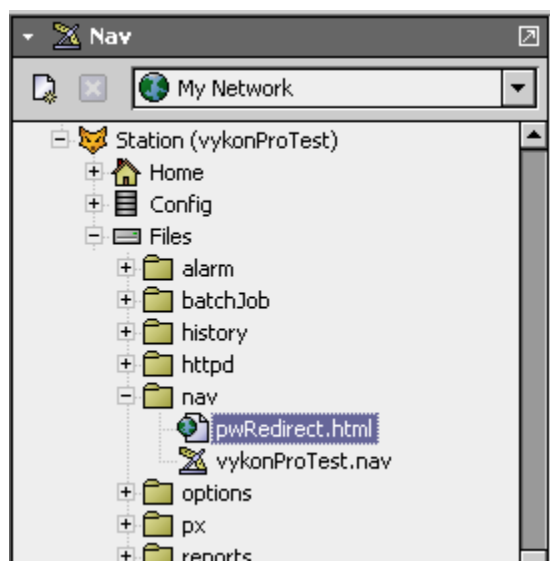 Nav
My Network
Station (vykonProTest)
Home
Config
Files
alarm
batchJob
history
httpd
nav
pwRedirect.html
vykonProTest.nav
options
px
reports